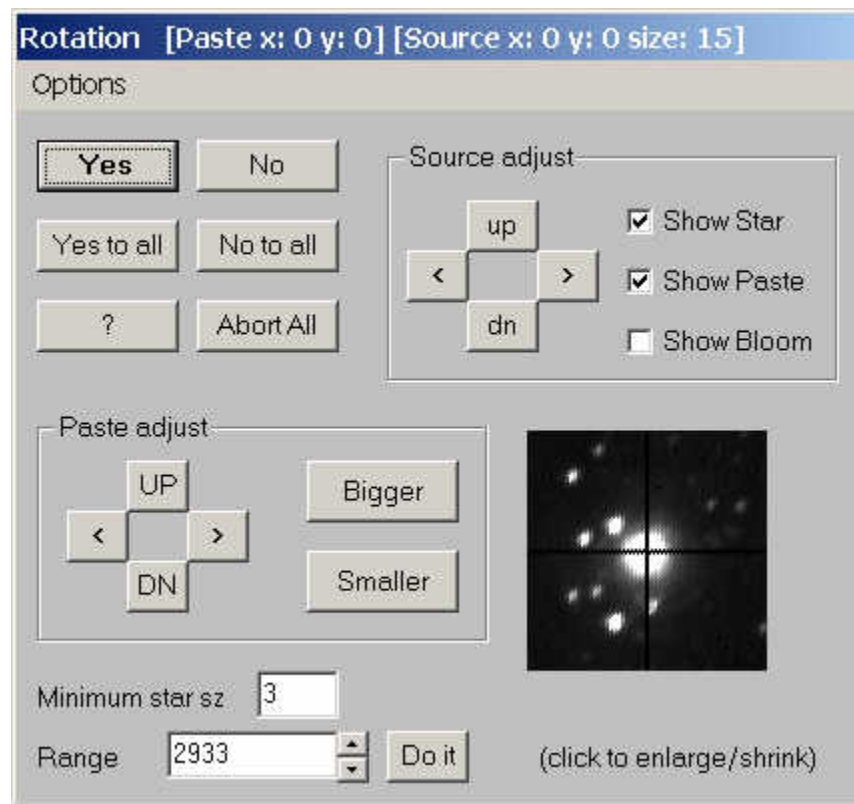 Rotation [Paste x: 0 y: 0] [Source x: 0 y: 0 size: 15]
Options
Yes No
Yes to all No to all
? Abort All
Source adjust
up
< >
dn
Show Star
Show Paste
Show Bloom
Paste adjust
UP
< >
DN
Bigger
Smaller
Minimum star sz 3
Range 2933 Do it (click to enlarge/shrink)